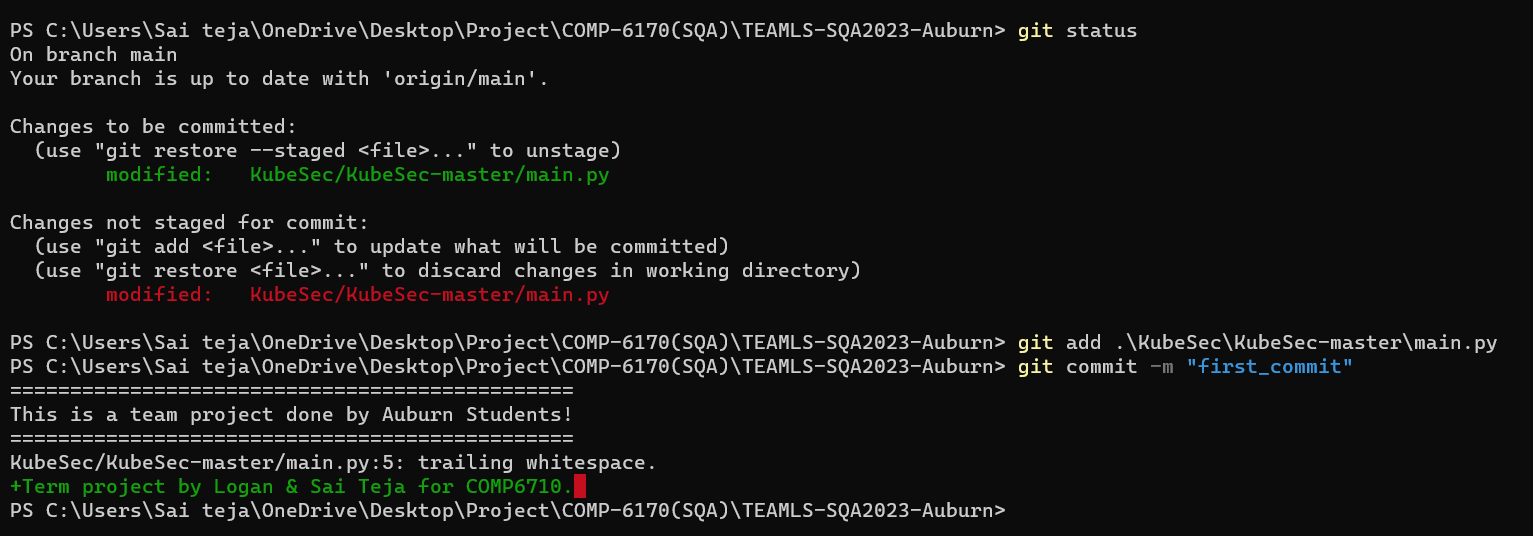 PS C:\Users\Sai teja\OneDrive\Desktop\Project\COMP-6170(SQA)\TEAMLS-SQA2023-Auburn> git status
On branch main
Your branch is up to date with 'origin/main'.
Changes to be committed:
  (use "git restore --staged <file>..." to unstage)
        modified:   KubeSec/KubeSec-master/main.py
Changes not staged for commit:
  (use "git add <file>..." to update what will be committed)
  (use "git restore <file>..." to discard changes in working directory)
        modified:   KubeSec/KubeSec-master/main.py
PS C:\Users\Sai teja\OneDrive\Desktop\Project\COMP-6170(SQA)\TEAMLS-SQA2023-Auburn> git add .\KubeSec\KubeSec-master\main.py
PS C:\Users\Sai teja\OneDrive\Desktop\Project\COMP-6170(SQA)\TEAMLS-SQA2023-Auburn> git commit -m "first_commit"
===============================================
This is a team project done by Auburn Students!
===============================================
KubeSec/KubeSec-master/main.py:5: trailing whitespace.
+Term project by Logan & Sai Teja for COMP6710.
PS C:\Users\Sai teja\OneDrive\Desktop\Project\COMP-6170(SQA)\TEAMLS-SQA2023-Auburn>